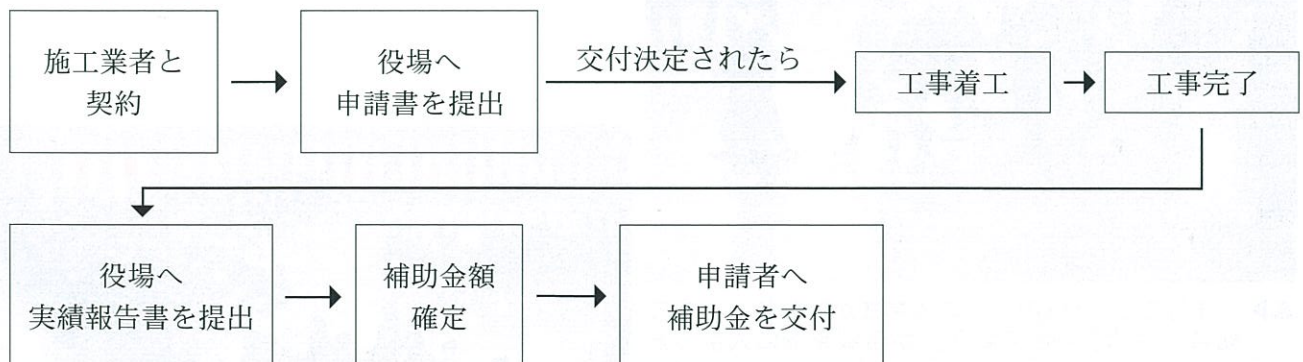 施工業者と
契約
役場へ
申請書を提出
交付決定されたら
工事着工
工事完了
役場へ
実績報告書を提出
補助金額
確定
申請者へ
補助金を交付